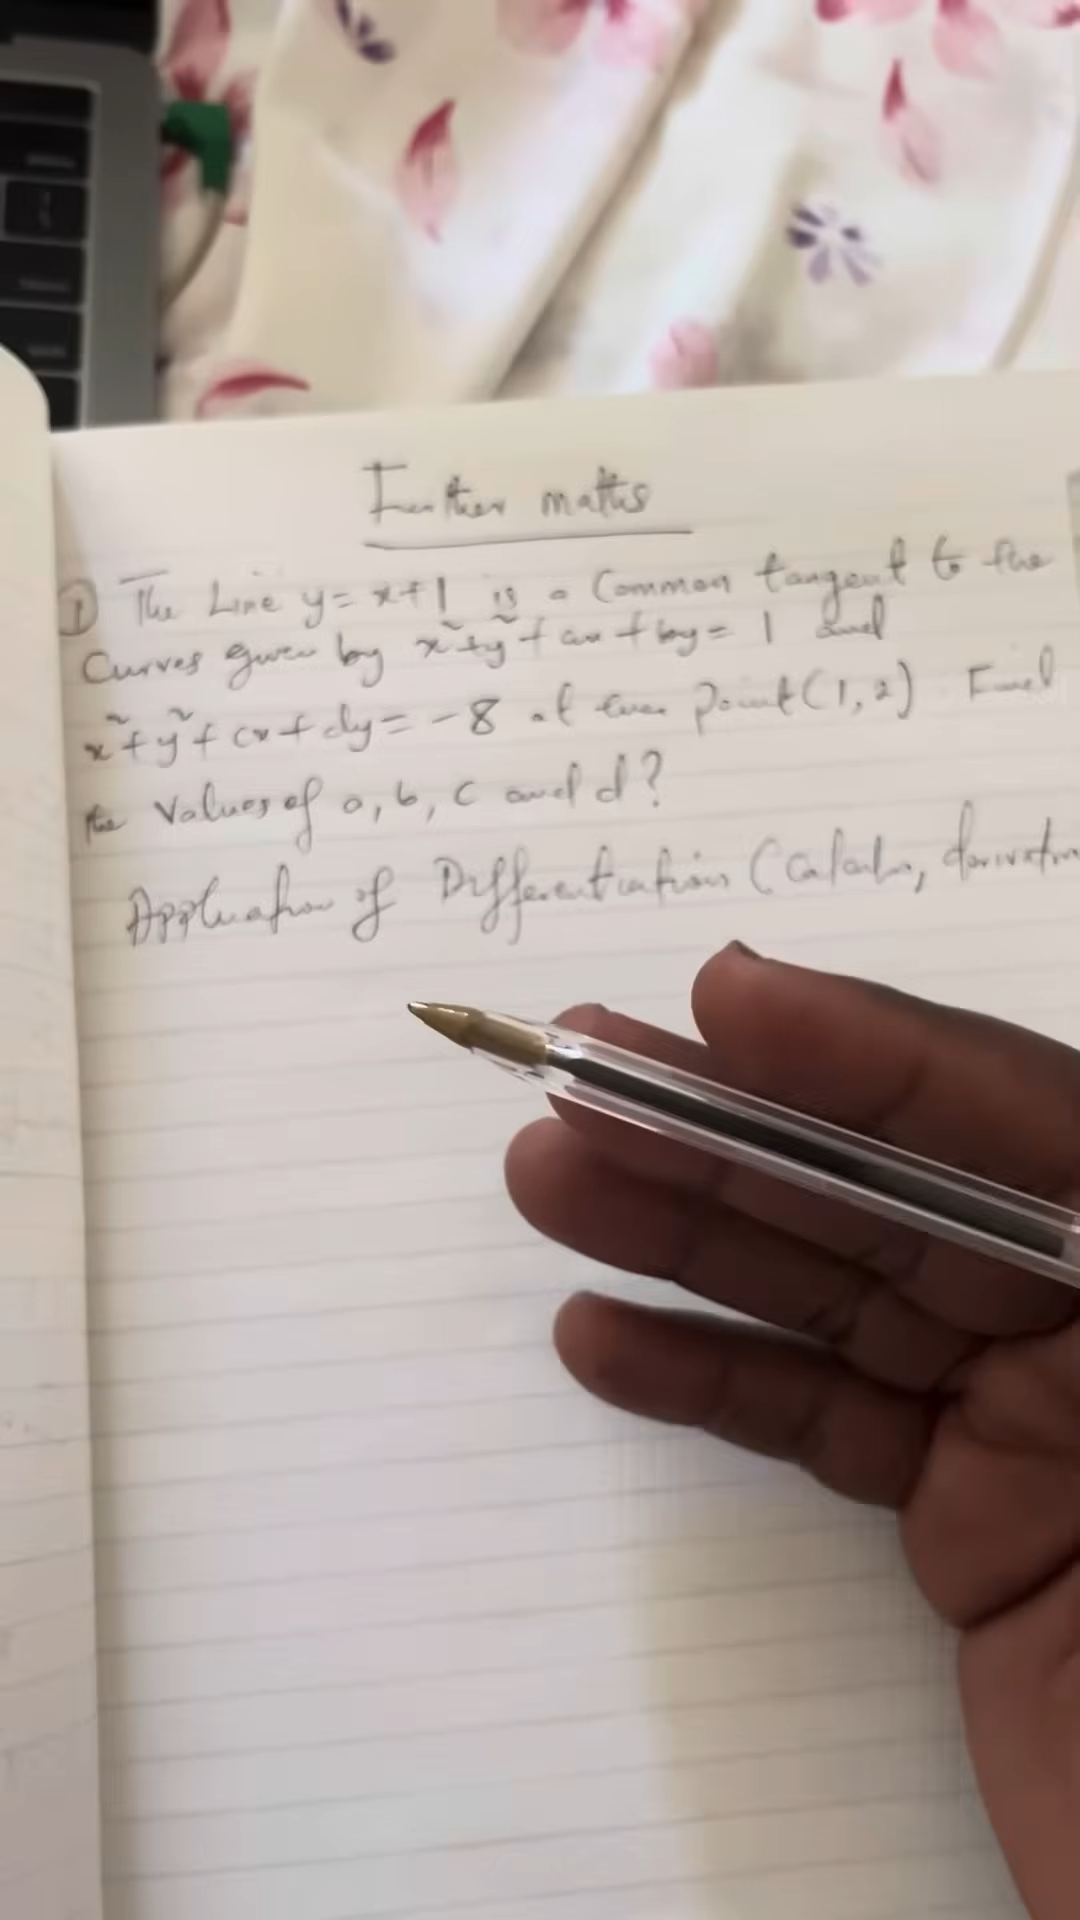 Further maths
① The Line y = x+1 is a Common tangent to the
Curves given by x²+y²+ax+by = 1 and
x²+y²+cx+dy = -8 at the point (1, 2). Find
the values of a, b, c and d?
Application of Differentiation (Calculus, derivative